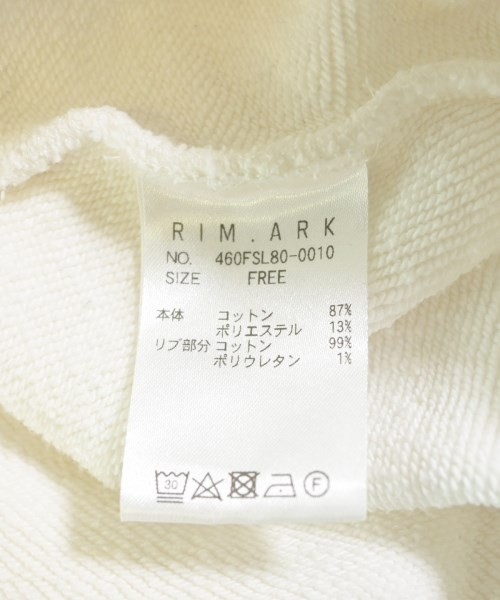 RIM.ARK
NO. 460FSL80-0010
SIZE FREE
本体 コットン 87%
ポリエステル 13%
リブ部分 コットン 99%
ポリウレタン 1%
30 F